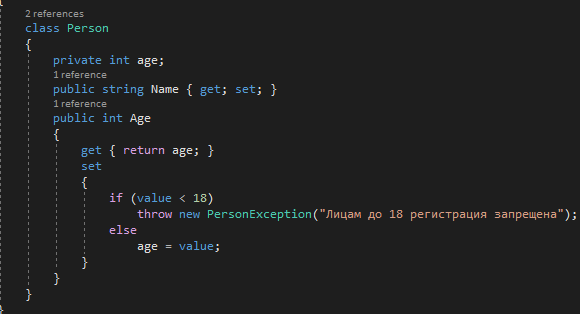 2 references
class Person
{
private int age;
1 reference
public string Name { get; set; }
1 reference
public int Age
{
get { return age; }
set
{
if (value < 18)
throw new PersonException("Лицам до 18 регистрация запрещена");
else
age = value;
}
}
}
}